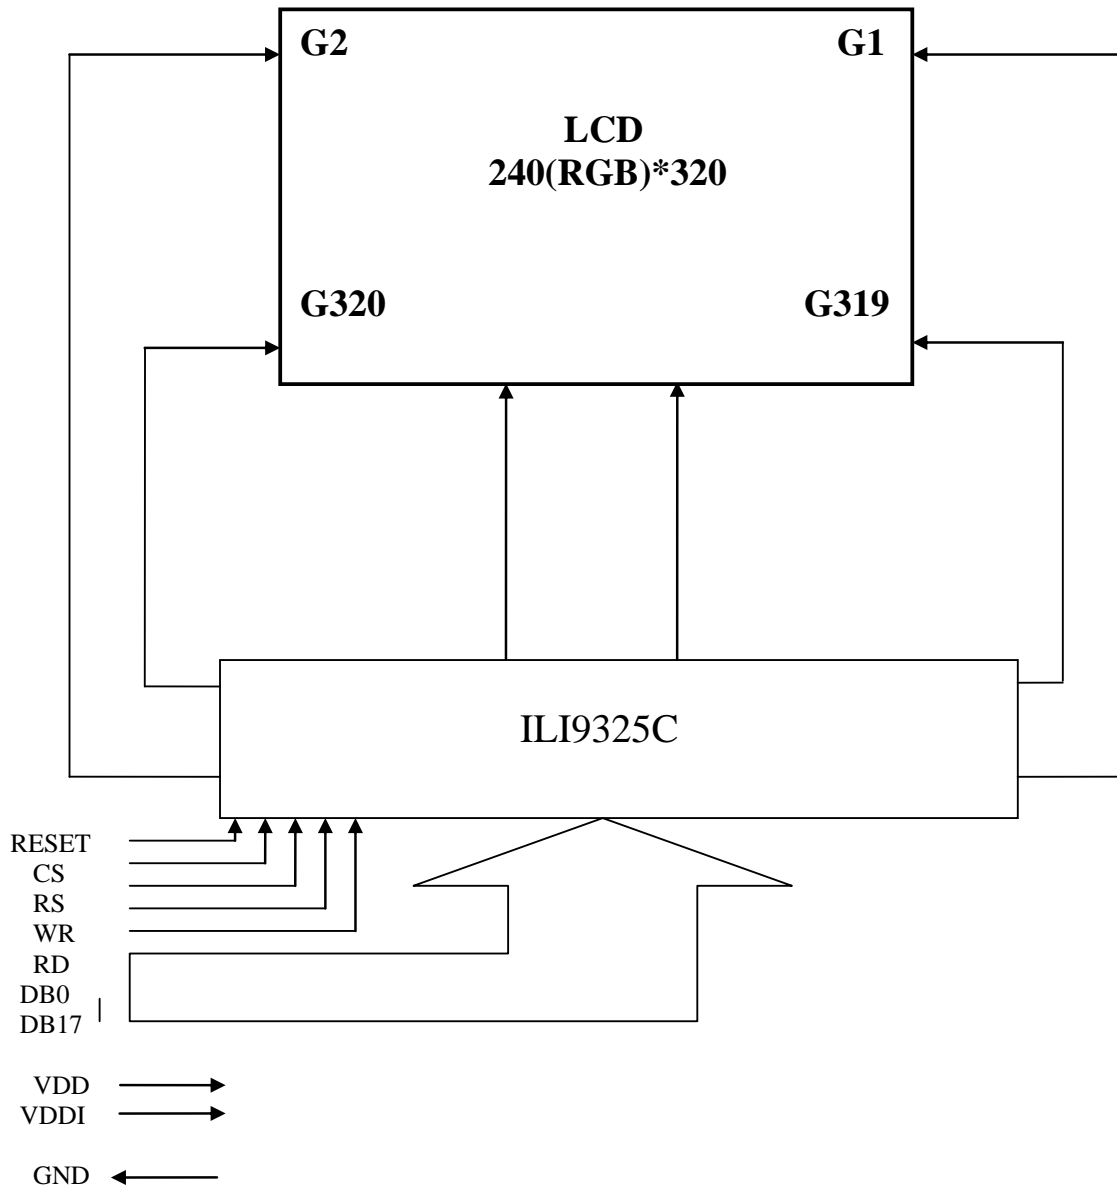 G2 G1
LCD
240(RGB)*320
G320 G319
ILI9325C
RESET
CS
RS
WR
RD
DB0
DB17
VDD
VDDI
GND